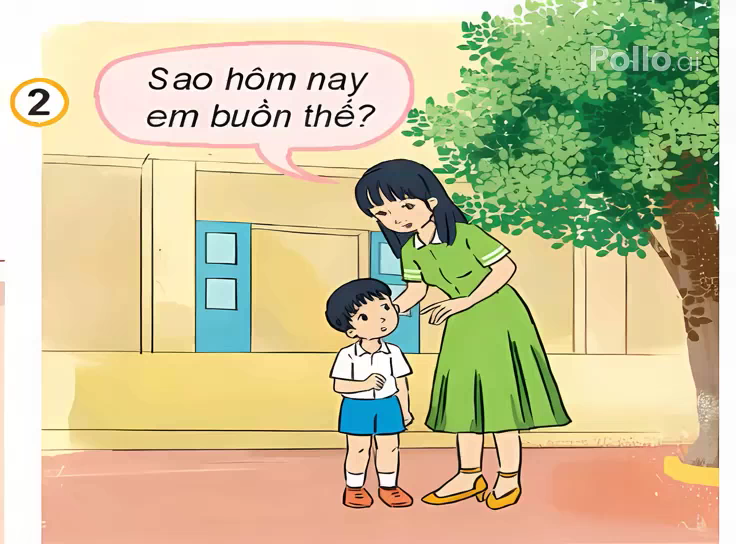 Pollo.ai
2
Sao hôm nay
em buồn thế?